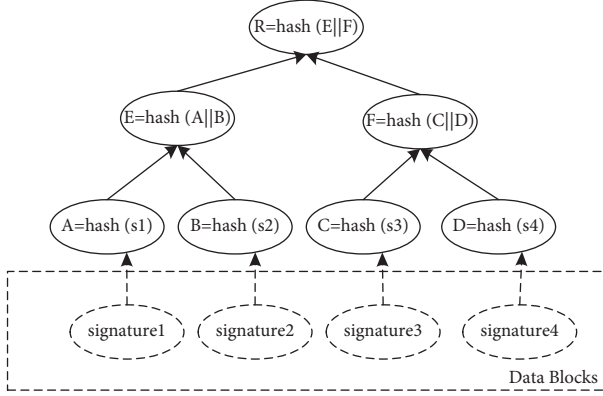 R=hash (E||F)
E=hash (A||B)
F=hash (C||D)
A=hash (s1)
B=hash (s2)
C=hash (s3)
D=hash (s4)
signature1
signature2
signature3
signature4
Data Blocks